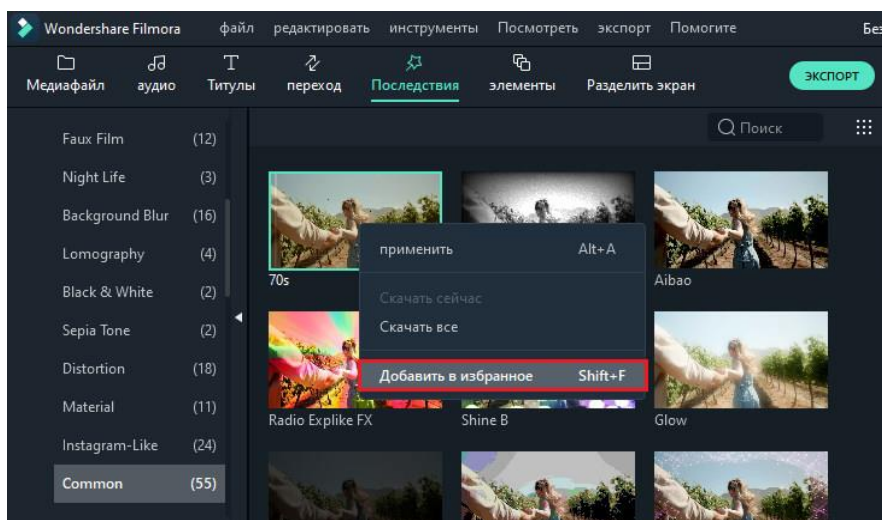 Wondershare Filmora файл редактировать инструменты Посмотреть экспорт Помогите Без
Медиафайл аудио Титулы переход Последствия элементы Разделить экран экспорт
Поиск
Faux Film (12)
Night Life (3)
Background Blur (16)
Lomography (4)
Black & White (2)
Sepia Tone (2)
Distortion (18)
Material (11)
Instagram-Like (24)
Common (55)
70s
Aibao
применить Alt+A
Скачать сейчас
Скачать все
Добавить в избранное Shift+F
Radio Explike FX
Shine B
Glow